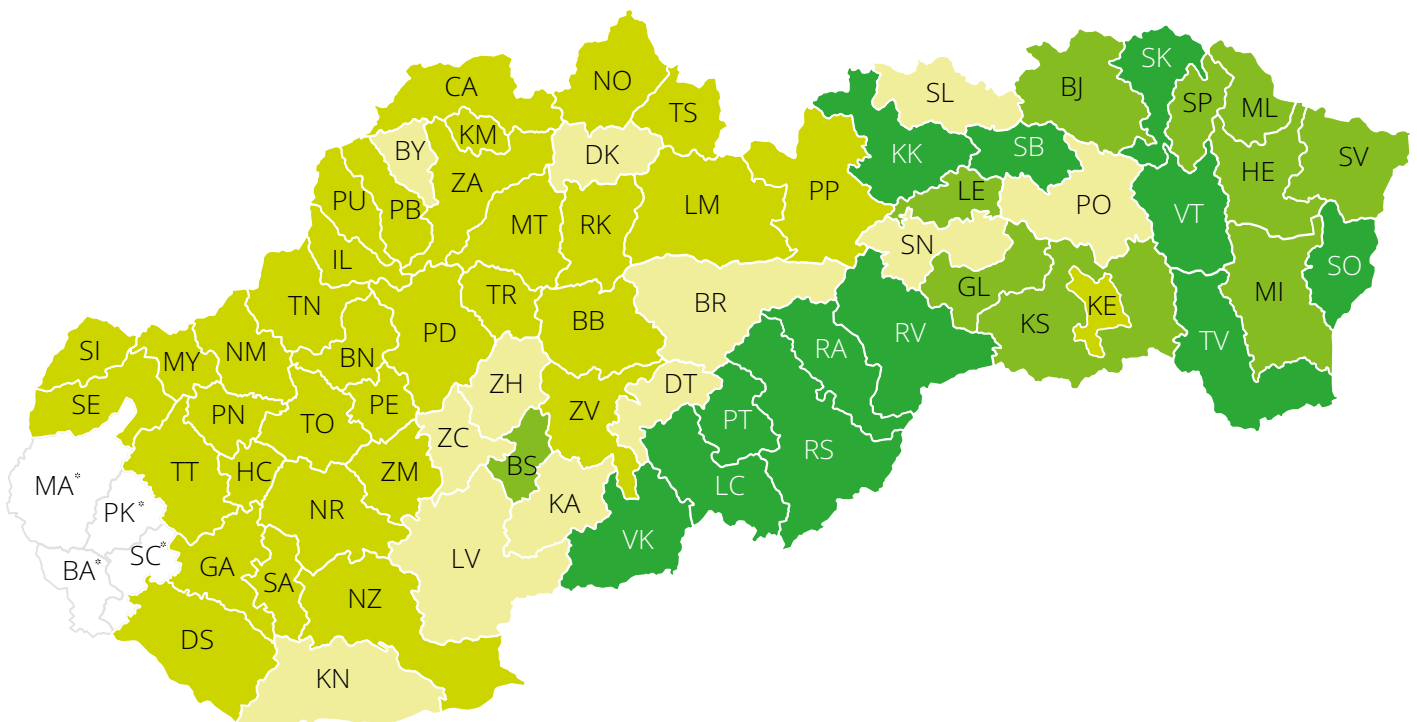 SK
NO
CA
BJ
SL
SP
ML
TS
KM
BY
DK
KK
SB
SV
HE
ZA
PP
LE
PU
PB
LM
PO
VT
MT
RK
SN
IL
SO
GL
MI
TR
BR
TN
KE
BB
KS
PD
RV
TV
RA
SI
MY
NM
BN
ZH
DT
SE
PE
PN
ZV
TO
PT
ZC
RS
BS
TT
HC
ZM
MA*
LC
KA
PK*
NR
VK
SC*
LV
BA*
GA
SA
NZ
DS
KN